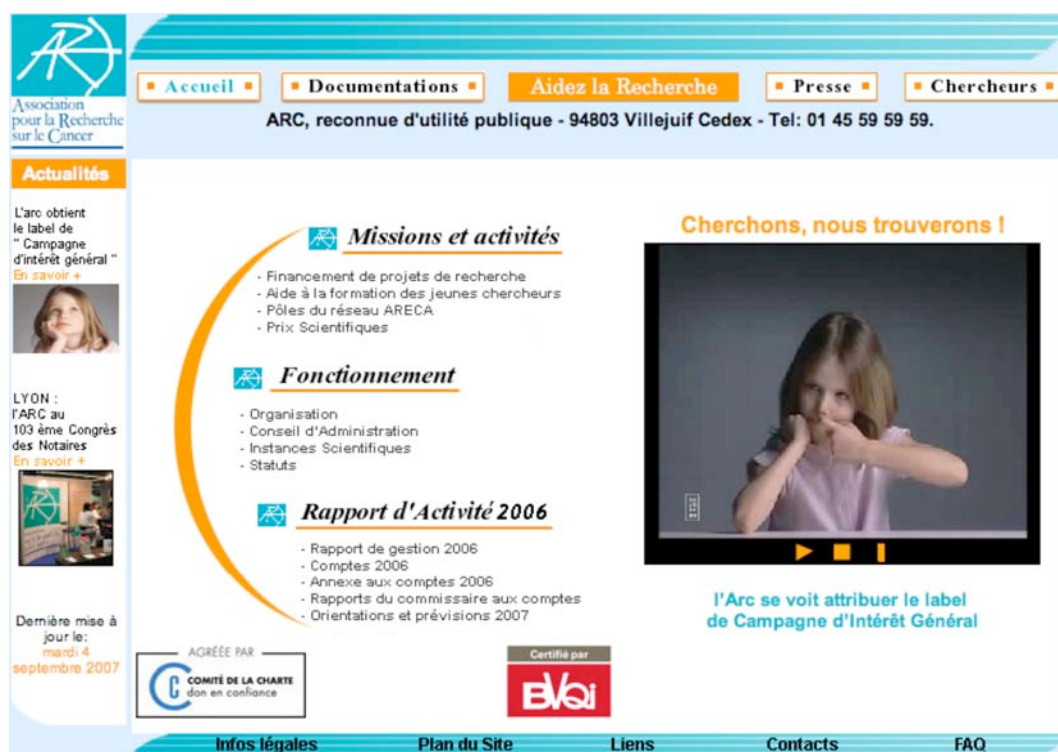 ARC
Association
pour la Recherche
sur le Cancer
Accueil
Documentations
Aidez la Recherche
Presse
Chercheurs
ARC, reconnue d'utilité publique - 94803 Villejuif Cedex - Tel: 01 45 59 59 59.
Actualités
L'arc obtient
le label de
" Campagne
d'intérêt général "
En savoir +
LYON :
l'ARC au
103 ème Congrès
des Notaires
En savoir +
Dernière mise à
jour le:
mardi 4
septembre 2007
Missions et activités
- Financement de projets de recherche
- Aide à la formation des jeunes chercheurs
- Pôles du réseau ARECA
- Prix Scientifiques
Fonctionnement
- Organisation
- Conseil d'Administration
- Instances Scientifiques
- Statuts
Rapport d'Activité 2006
- Rapport de gestion 2006
- Comptes 2006
- Annexe aux comptes 2006
- Rapports du commissaire aux comptes
- Orientations et prévisions 2007
Cherchons, nous trouverons !
l'Arc se voit attribuer le label
de Campagne d'Intérêt Général
AGRÉÉE PAR
COMITÉ DE LA CHARTE
don en confiance
Certifié par
BVQi
Infos légales
Plan du Site
Liens
Contacts
FAQ